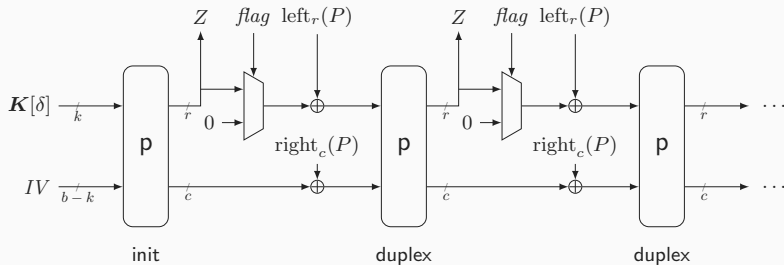 Z flag left_r(P) Z flag left_r(P)
K[δ] k p r 0 p r 0 p r ···
right_c(P) right_c(P)
IV b − k c c c ···
init duplex duplex